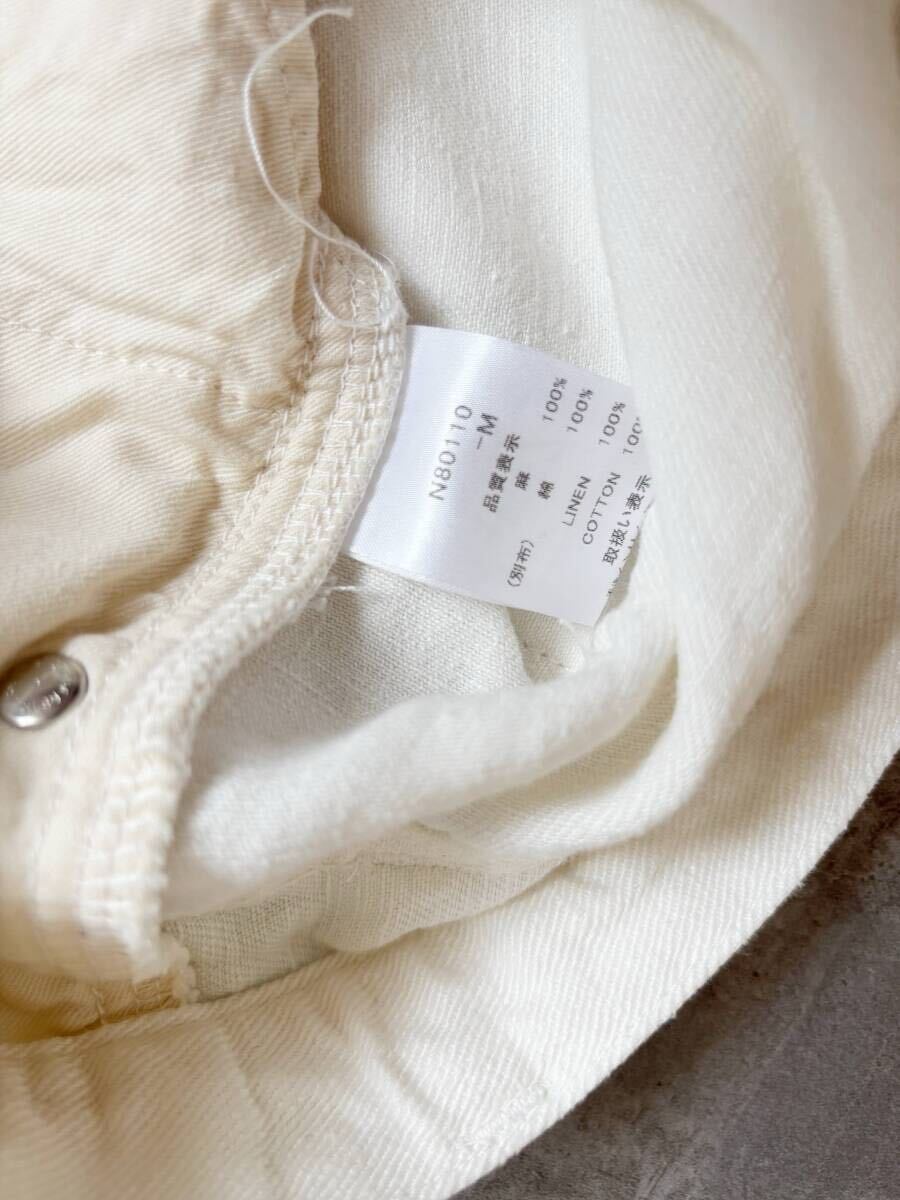 N80110
-M
品質表示
麻 100%
(別布) 綿 100%
LINEN 100%
COTTON 100%
取扱い表示